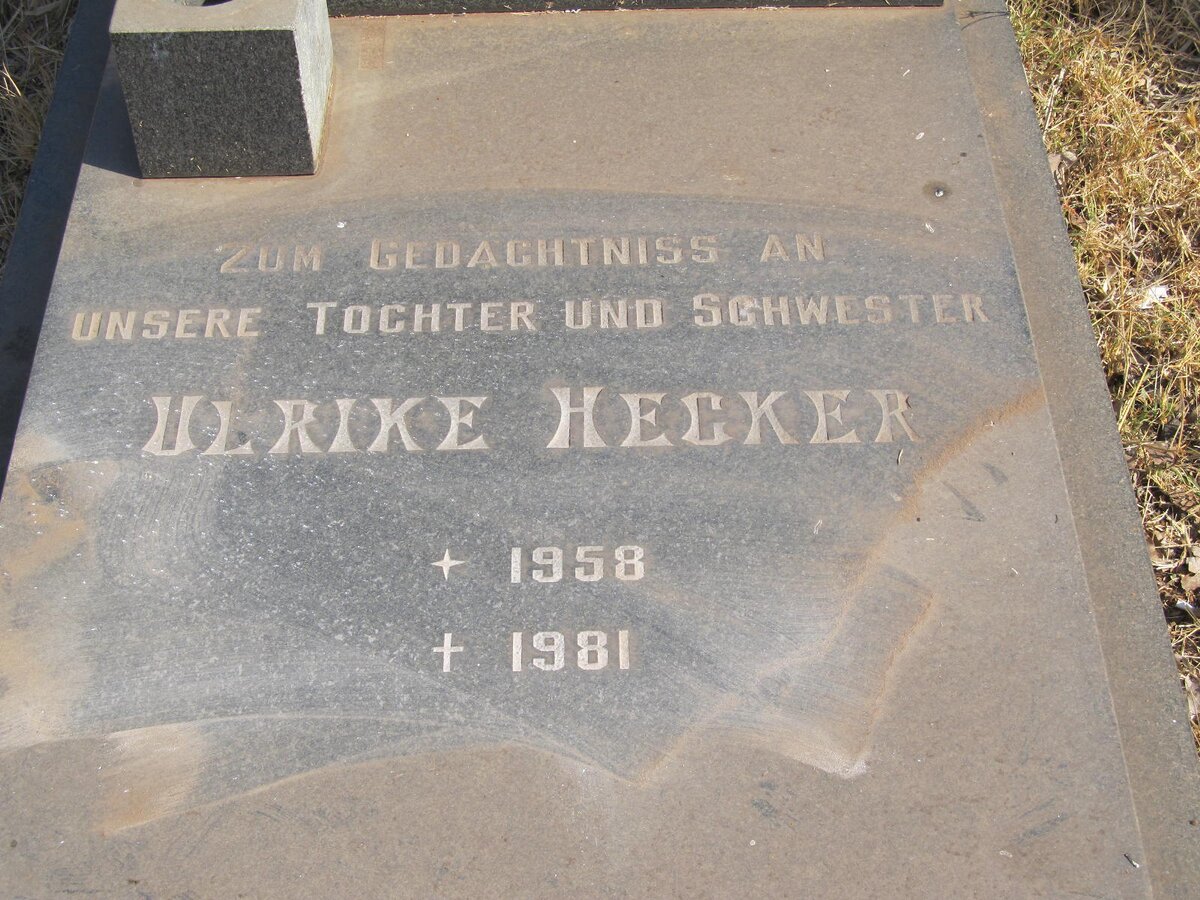 Zum Gedachtniss an
unsere Tochter und Schwester
Ulrike Hecker
✦ 1958
✝ 1981